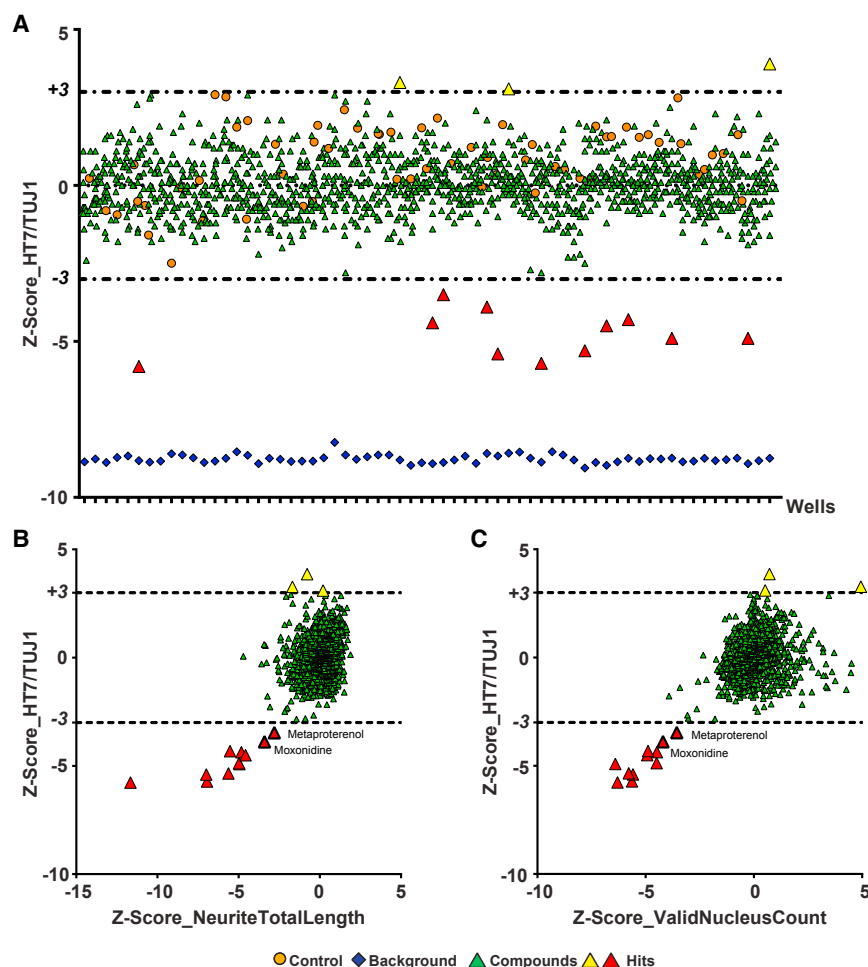 A
5
+3
0
-3
-5
-10
Z-Score_HT7/TUJ1
Wells
B
5
+3
0
-3
-5
-10
Z-Score_HT7/TUJ1
Metaproterenol
Moxonidine
-15
-10
-5
0
5
Z-Score_NeuriteTotalLength
C
5
+3
0
-3
-5
-10
Z-Score_HT7/TUJ1
Metaproterenol
Moxonidine
-10
-5
0
5
Z-Score_ValidNucleusCount
Control Background Compounds Hits